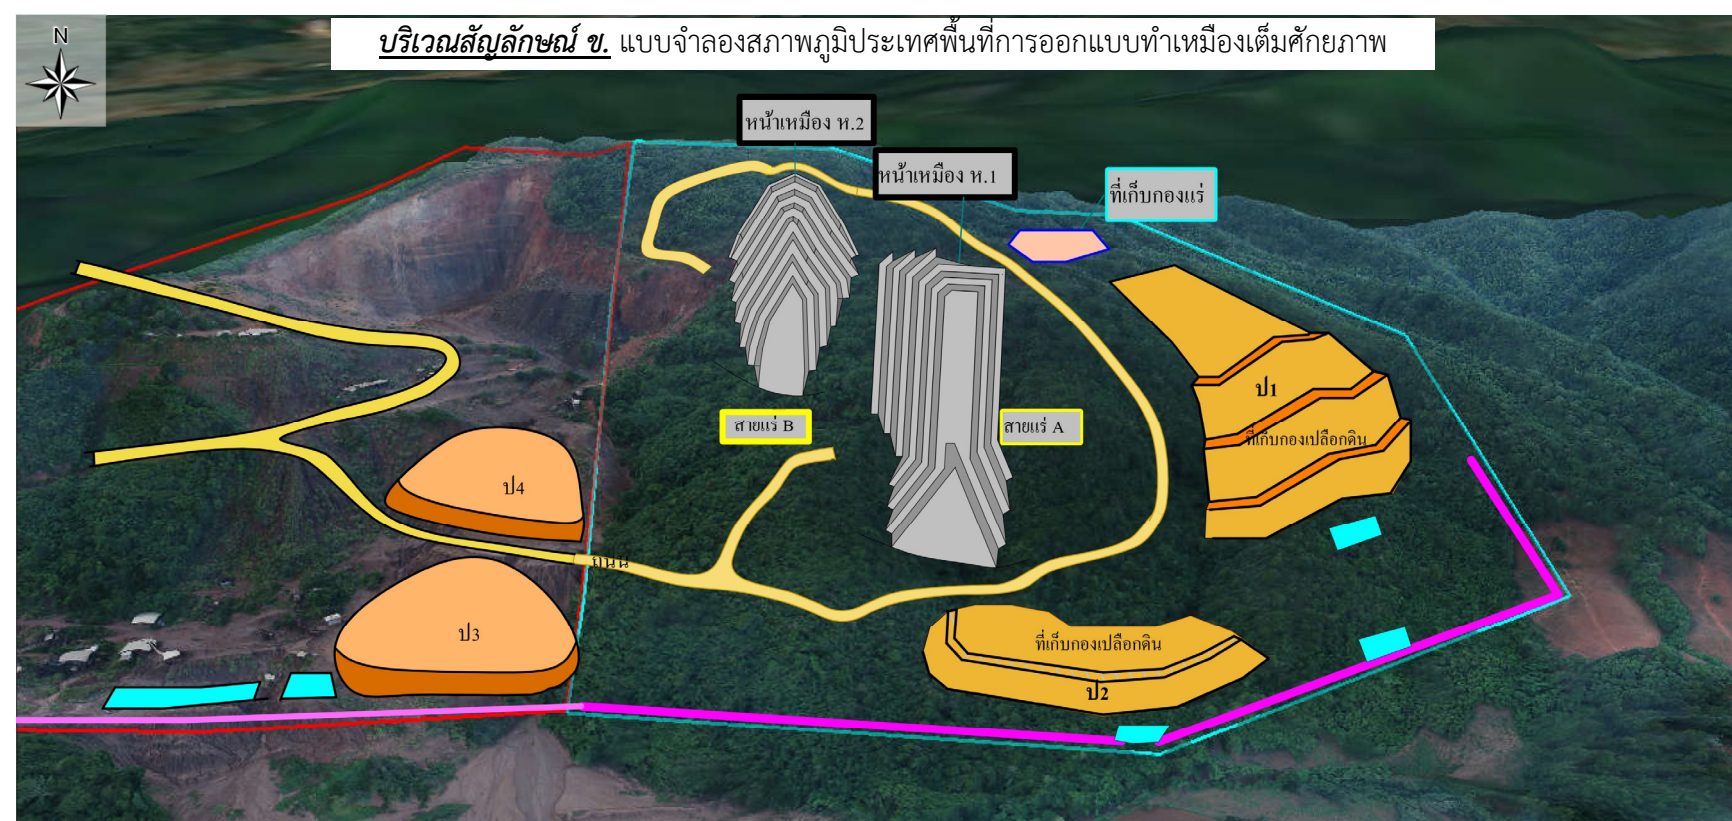 N
บริเวณสัญลักษณ์ ข. แบบจำลองสภาพภูมิประเทศพื้นที่การออกแบบทำเหมืองเต็มศักยภาพ
หน้าเหมือง ห.2
หน้าเหมือง ห.1
ที่เก็บกองแร่
ป1
ที่เก็บกองเปลือกดิน
สายแร่ B
สายแร่ A
ป4
ถนน
ป3
ที่เก็บกองเปลือกดิน
ป2